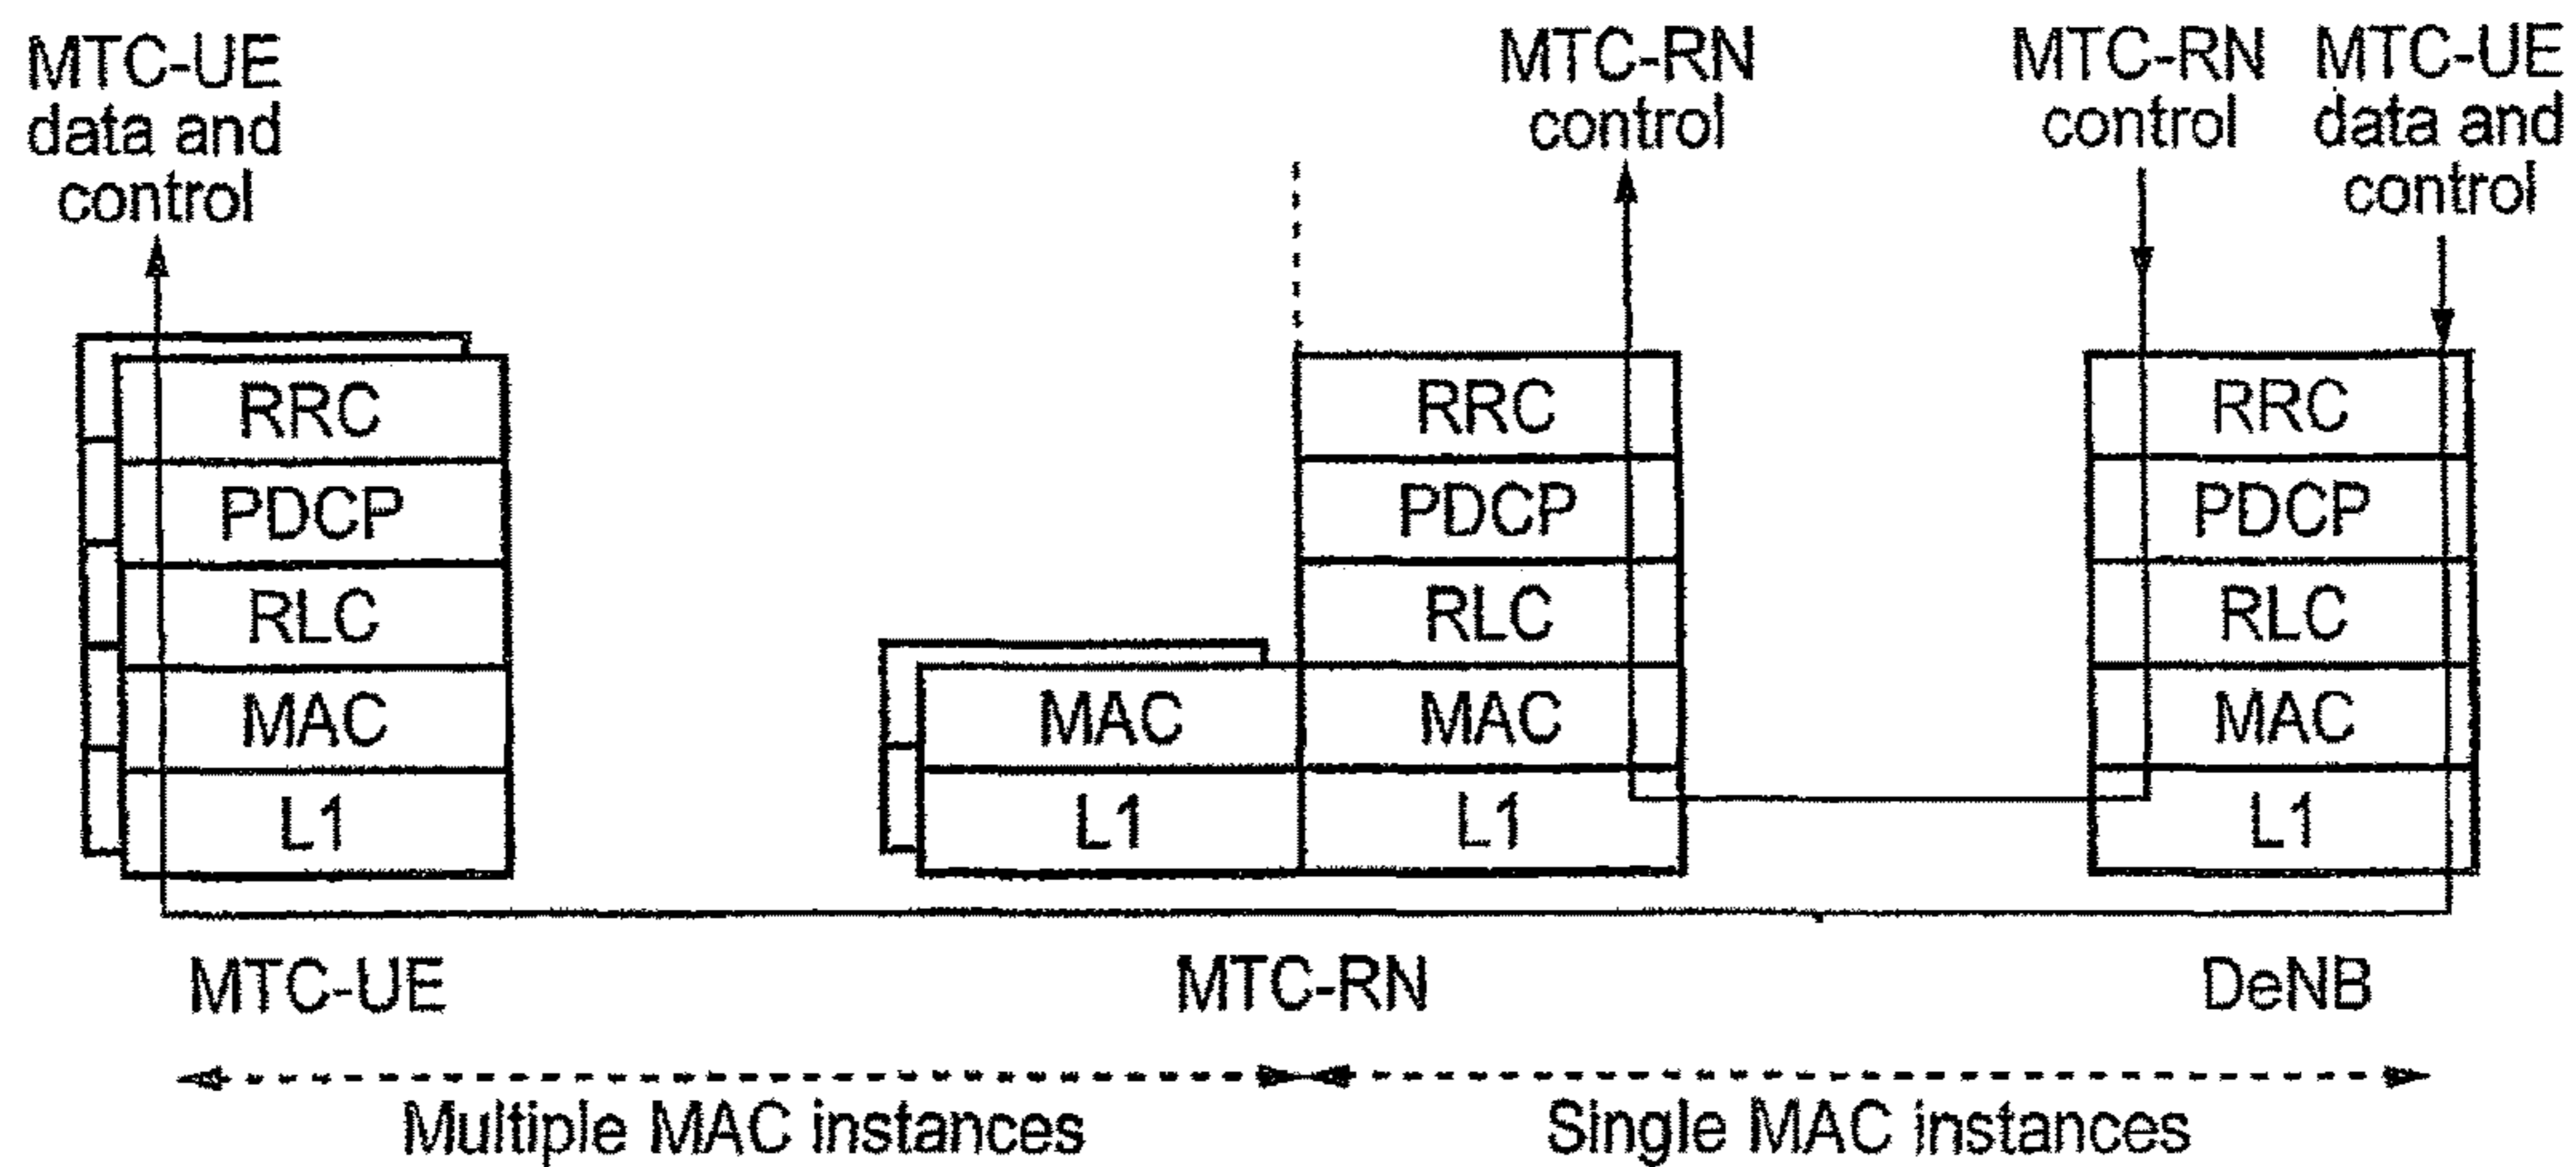 MTC-UE
data and
control
MTC-RN
control
MTC-RN
control
MTC-UE
data and
control
RRC
PDCP
RLC
MAC
L1
MAC
L1
RRC
PDCP
RLC
MAC
L1
RRC
PDCP
RLC
MAC
L1
MTC-UE
MTC-RN
DeNB
Multiple MAC instances
Single MAC instances